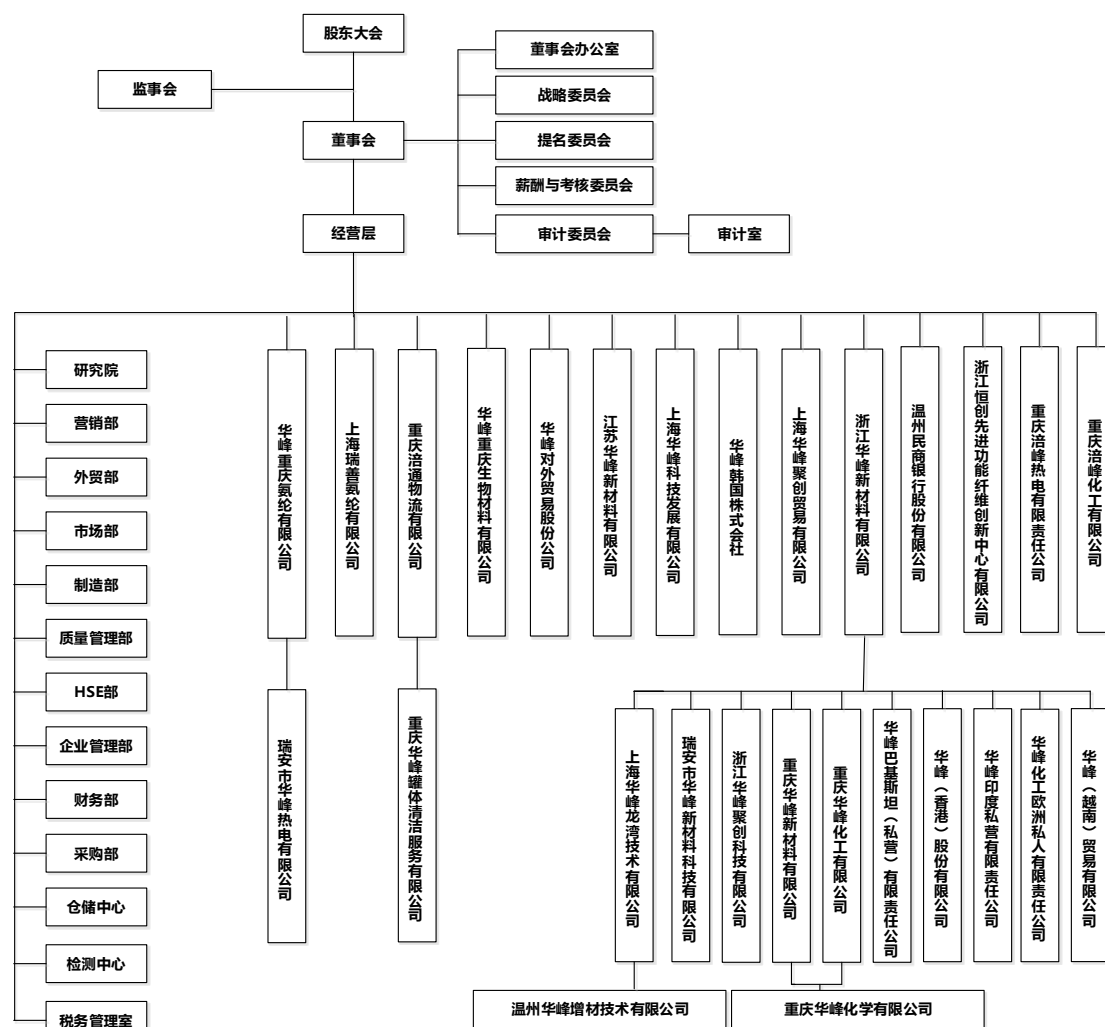 股东大会
监事会
董事会
经营层
董事会办公室
战略委员会
提名委员会
薪酬与考核委员会
审计委员会
审计室
研究院
营销部
外贸部
市场部
制造部
质量管理部
HSE部
企业管理部
财务部
采购部
仓储中心
检测中心
税务管理室
华峰重庆氨纶有限公司
上海瑞善氨纶有限公司
重庆涪通物流有限公司
华峰重庆生物材料有限公司
华峰对外贸易股份公司
江苏华峰新材料有限公司
上海华峰科技发展有限公司
华峰韩国株式会社
上海华峰聚创贸易有限公司
浙江华峰新材料有限公司
温州民商银行股份有限公司
浙江恒创先进功能纤维创新中心有限公司
重庆涪峰热电有限责任公司
重庆涪峰化工有限公司
瑞安市华峰热电有限公司
重庆华峰罐体清洁服务有限公司
上海华峰龙湾技术有限公司
瑞安市华峰新材料科技有限公司
浙江华峰聚创科技有限公司
重庆华峰新材料有限公司
重庆华峰化工有限公司
华峰巴基斯坦（私营）有限责任公司
华峰（香港）股份有限公司
华峰印度私营有限责任公司
华峰化工欧洲私人有限责任公司
华峰（越南）贸易有限公司
温州华峰增材技术有限公司
重庆华峰化学有限公司